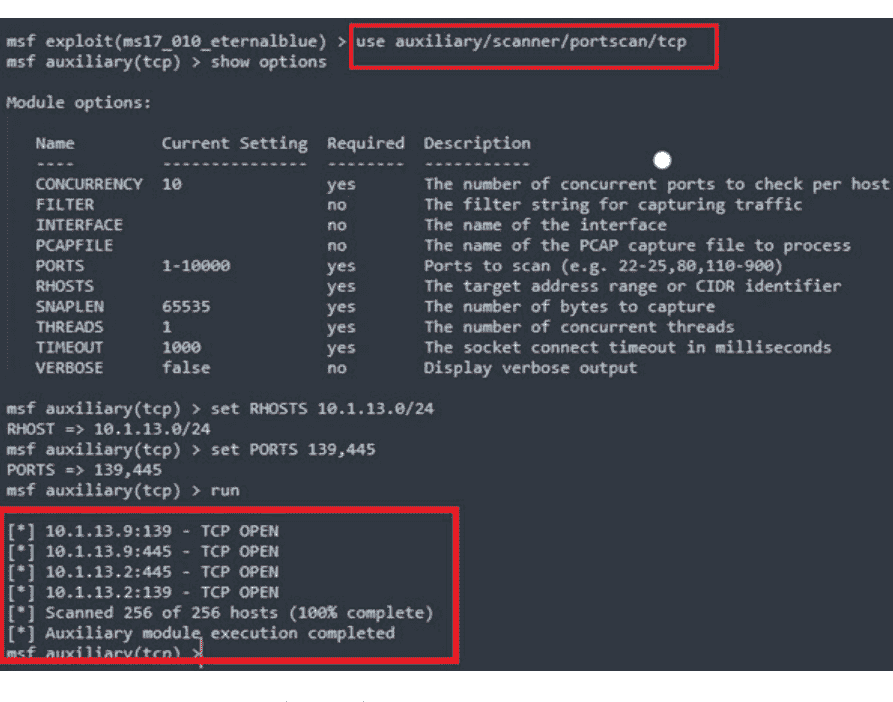 msf exploit(ms17_010_eternalblue) > use auxiliary/scanner/portscan/tcp
msf auxiliary(tcp) > show options
Module options:
Name Current Setting Required Description
---- --------------- -------- -----------
CONCURRENCY 10 yes The number of concurrent ports to check per host
FILTER no The filter string for capturing traffic
INTERFACE no The name of the interface
PCAPFILE no The name of the PCAP capture file to process
PORTS 1-10000 yes Ports to scan (e.g. 22-25,80,110-900)
RHOSTS yes The target address range or CIDR identifier
SNAPLEN 65535 yes The number of bytes to capture
THREADS 1 yes The number of concurrent threads
TIMEOUT 1000 yes The socket connect timeout in milliseconds
VERBOSE false no Display verbose output
msf auxiliary(tcp) > set RHOSTS 10.1.13.0/24
RHOST => 10.1.13.0/24
msf auxiliary(tcp) > set PORTS 139,445
PORTS => 139,445
msf auxiliary(tcp) > run
[*] 10.1.13.9:139 - TCP OPEN
[*] 10.1.13.9:445 - TCP OPEN
[*] 10.1.13.2:445 - TCP OPEN
[*] 10.1.13.2:139 - TCP OPEN
[*] Scanned 256 of 256 hosts (100% complete)
[*] Auxiliary module execution completed
msf auxiliary(tcp) >